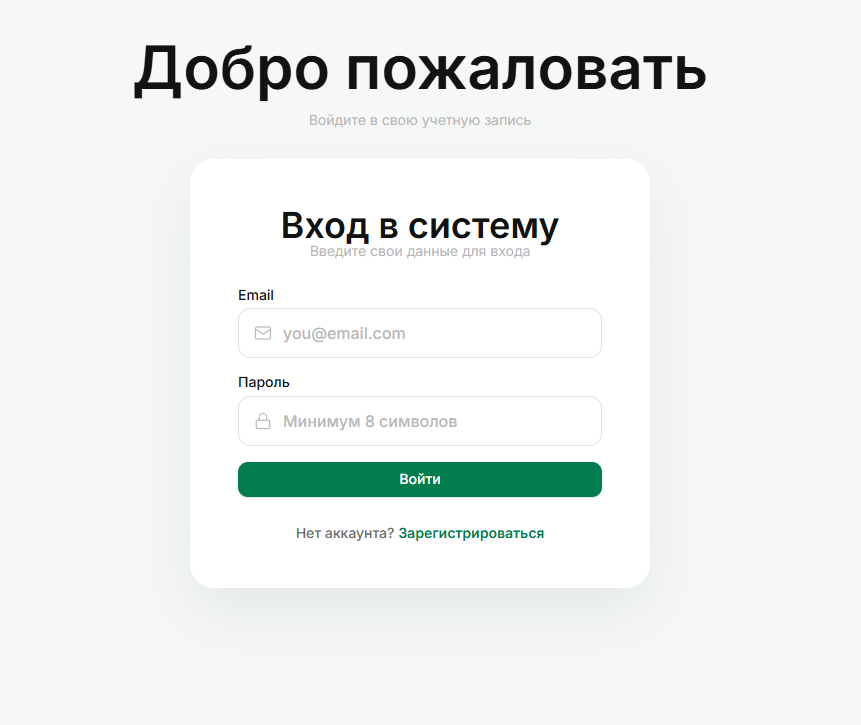 Добро пожаловать
Войдите в свою учетную запись
Вход в систему
Введите свои данные для входа
Email
you@email.com
Пароль
Минимум 8 символов
Войти
Нет аккаунта? Зарегистрироваться